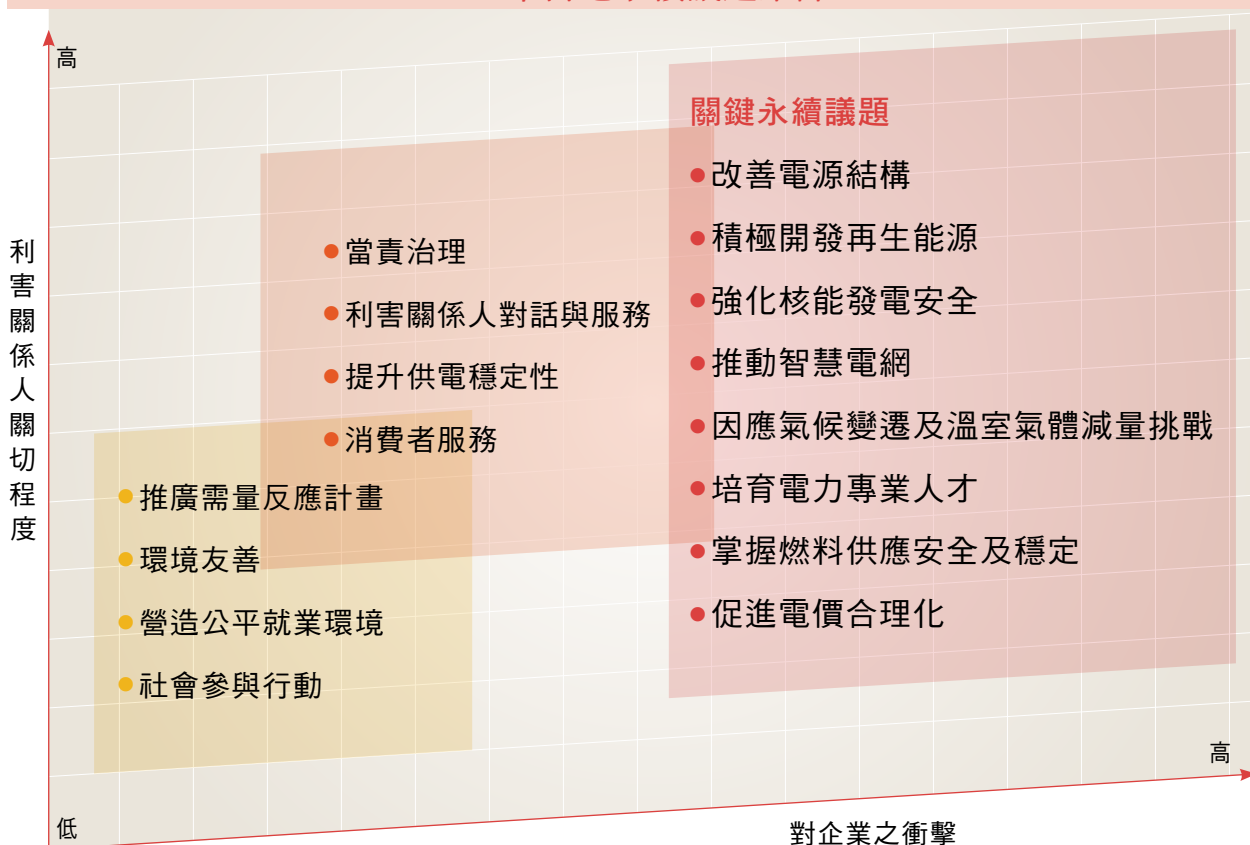 高
利害關係人關切程度
低
關鍵永續議題
●改善電源結構
●積極開發再生能源
●強化核能發電安全
●推動智慧電網
●因應氣候變遷及溫室氣體減量挑戰
●培育電力專業人才
●掌握燃料供應安全及穩定
●促進電價合理化
●當責治理
●利害關係人對話與服務
●提升供電穩定性
●消費者服務
●推廣需量反應計畫
●環境友善
●營造公平就業環境
●社會參與行動
高
對企業之衝擊